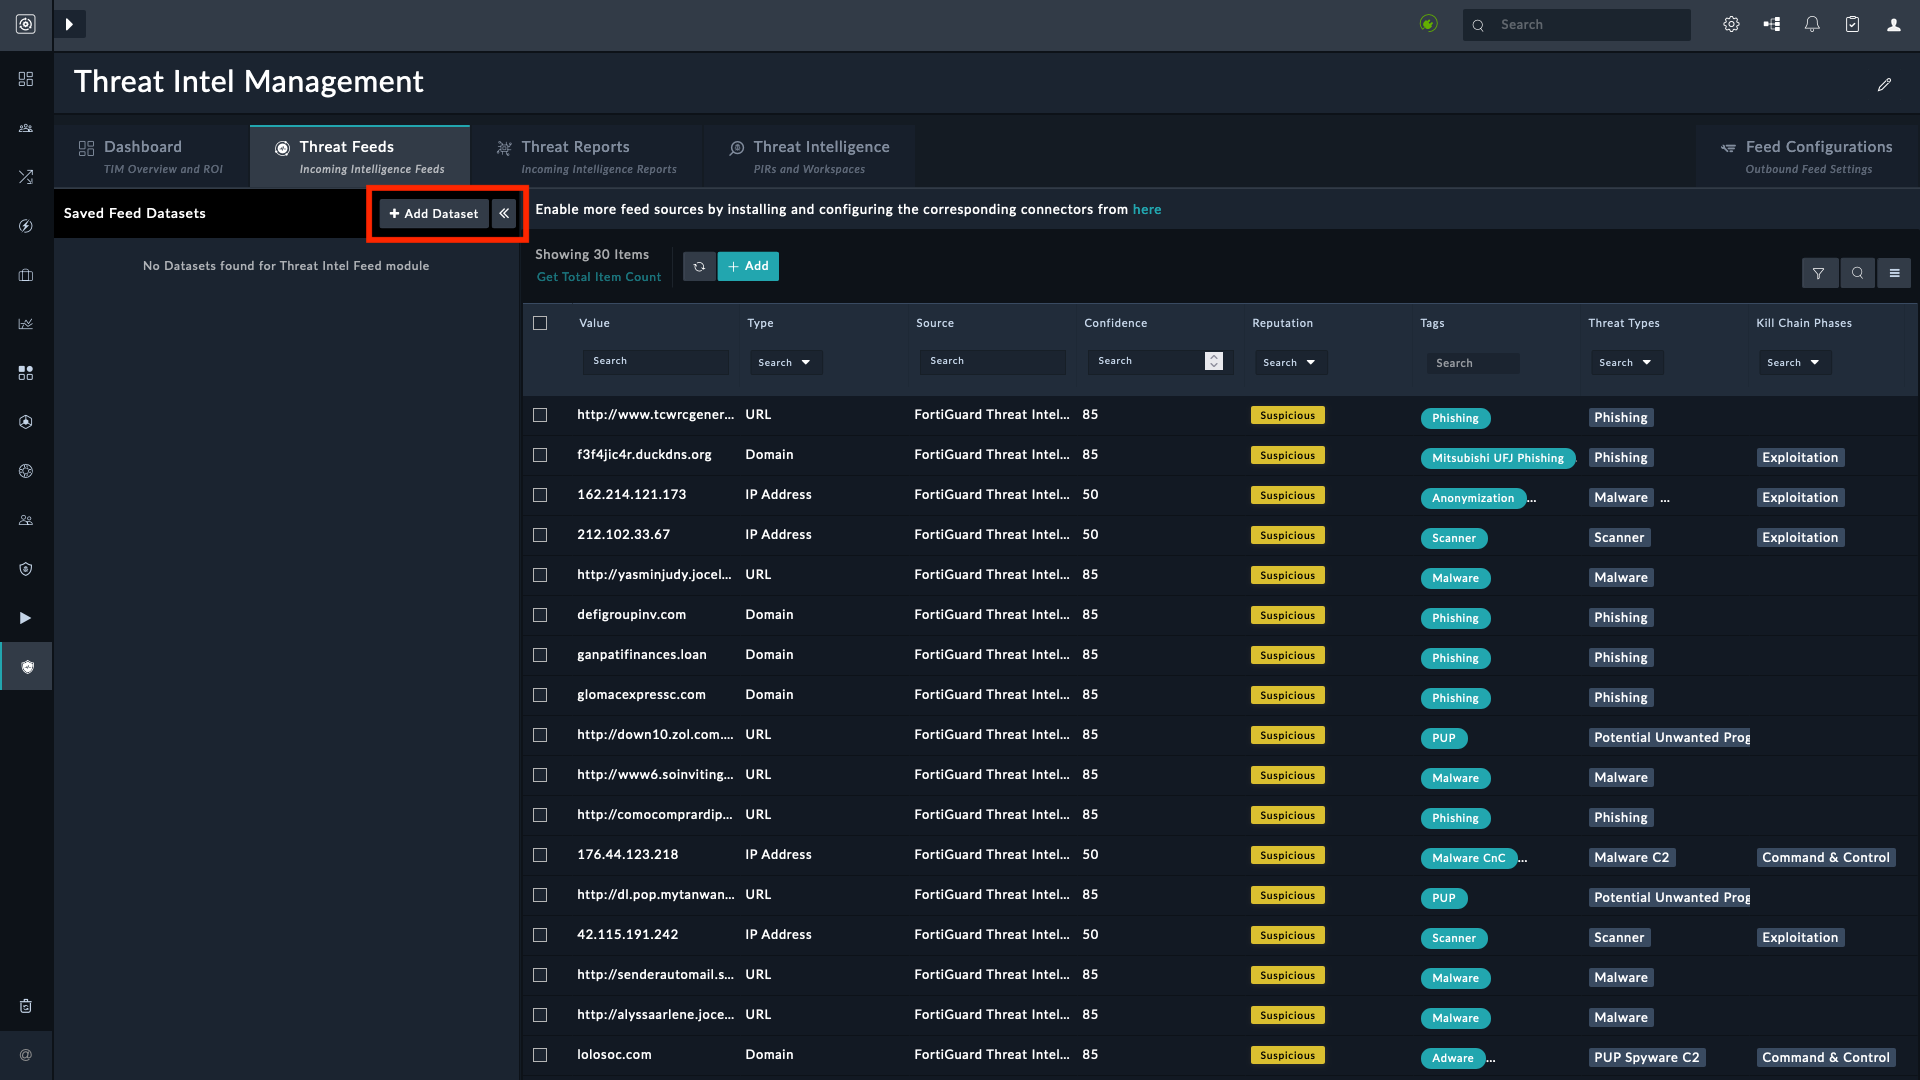 Search
Threat Intel Management
Dashboard
TIM Overview and ROI
Threat Feeds
Incoming Intelligence Feeds
Threat Reports
Incoming Intelligence Reports
Threat Intelligence
PIRs and Workspaces
Feed Configurations
Outbound Feed Settings
Saved Feed Datasets
+ Add Dataset
No Datasets found for Threat Intel Feed module
Enable more feed sources by installing and configuring the corresponding connectors from here
Showing 30 Items
Get Total Item Count
+ Add
Value Type Source Confidence Reputation Tags Threat Types Kill Chain Phases
Search Search Search Search Search Search Search Search
http://www.tcwrcgener... URL FortiGuard Threat Intel... 85 Suspicious Phishing Phishing
f3f4jic4r.duckdns.org Domain FortiGuard Threat Intel... 85 Suspicious Mitsubishi UFJ Phishing Phishing Exploitation
162.214.121.173 IP Address FortiGuard Threat Intel... 50 Suspicious Anonymization... Malware ... Exploitation
212.102.33.67 IP Address FortiGuard Threat Intel... 50 Suspicious Scanner Scanner Exploitation
http://yasminjudy.jocel... URL FortiGuard Threat Intel... 85 Suspicious Malware Malware
defigroupinv.com Domain FortiGuard Threat Intel... 85 Suspicious Phishing Phishing
ganpatifinances.loan Domain FortiGuard Threat Intel... 85 Suspicious Phishing Phishing
glomacexpressc.com Domain FortiGuard Threat Intel... 85 Suspicious Phishing Phishing
http://down10.zol.com.... URL FortiGuard Threat Intel... 85 Suspicious PUP Potential Unwanted Prog
http://www6.soinviting... URL FortiGuard Threat Intel... 85 Suspicious Malware Malware
http://comocomprardip... URL FortiGuard Threat Intel... 85 Suspicious Phishing Phishing
176.44.123.218 IP Address FortiGuard Threat Intel... 50 Suspicious Malware CnC... Malware C2 Command & Control
http://dl.pop.mytanwan... URL FortiGuard Threat Intel... 85 Suspicious PUP Potential Unwanted Prog
42.115.191.242 IP Address FortiGuard Threat Intel... 50 Suspicious Scanner Scanner Exploitation
http://senderautomail.s... URL FortiGuard Threat Intel... 85 Suspicious Malware Malware
http://alyssaarlene.joce... URL FortiGuard Threat Intel... 85 Suspicious Malware Malware
lolosoc.com Domain FortiGuard Threat Intel... 85 Suspicious Adware... PUP Spyware C2 Command & Control